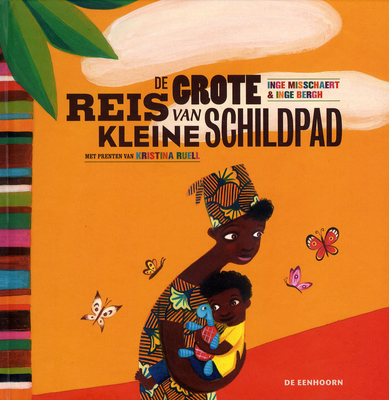 DE GROTE
REIS VAN
KLEINE SCHILDPAD
INGE MISSCHAERT
& INGE BERGH
MET PRENTEN VAN KRISTINA RUELL
DE EENHOORN